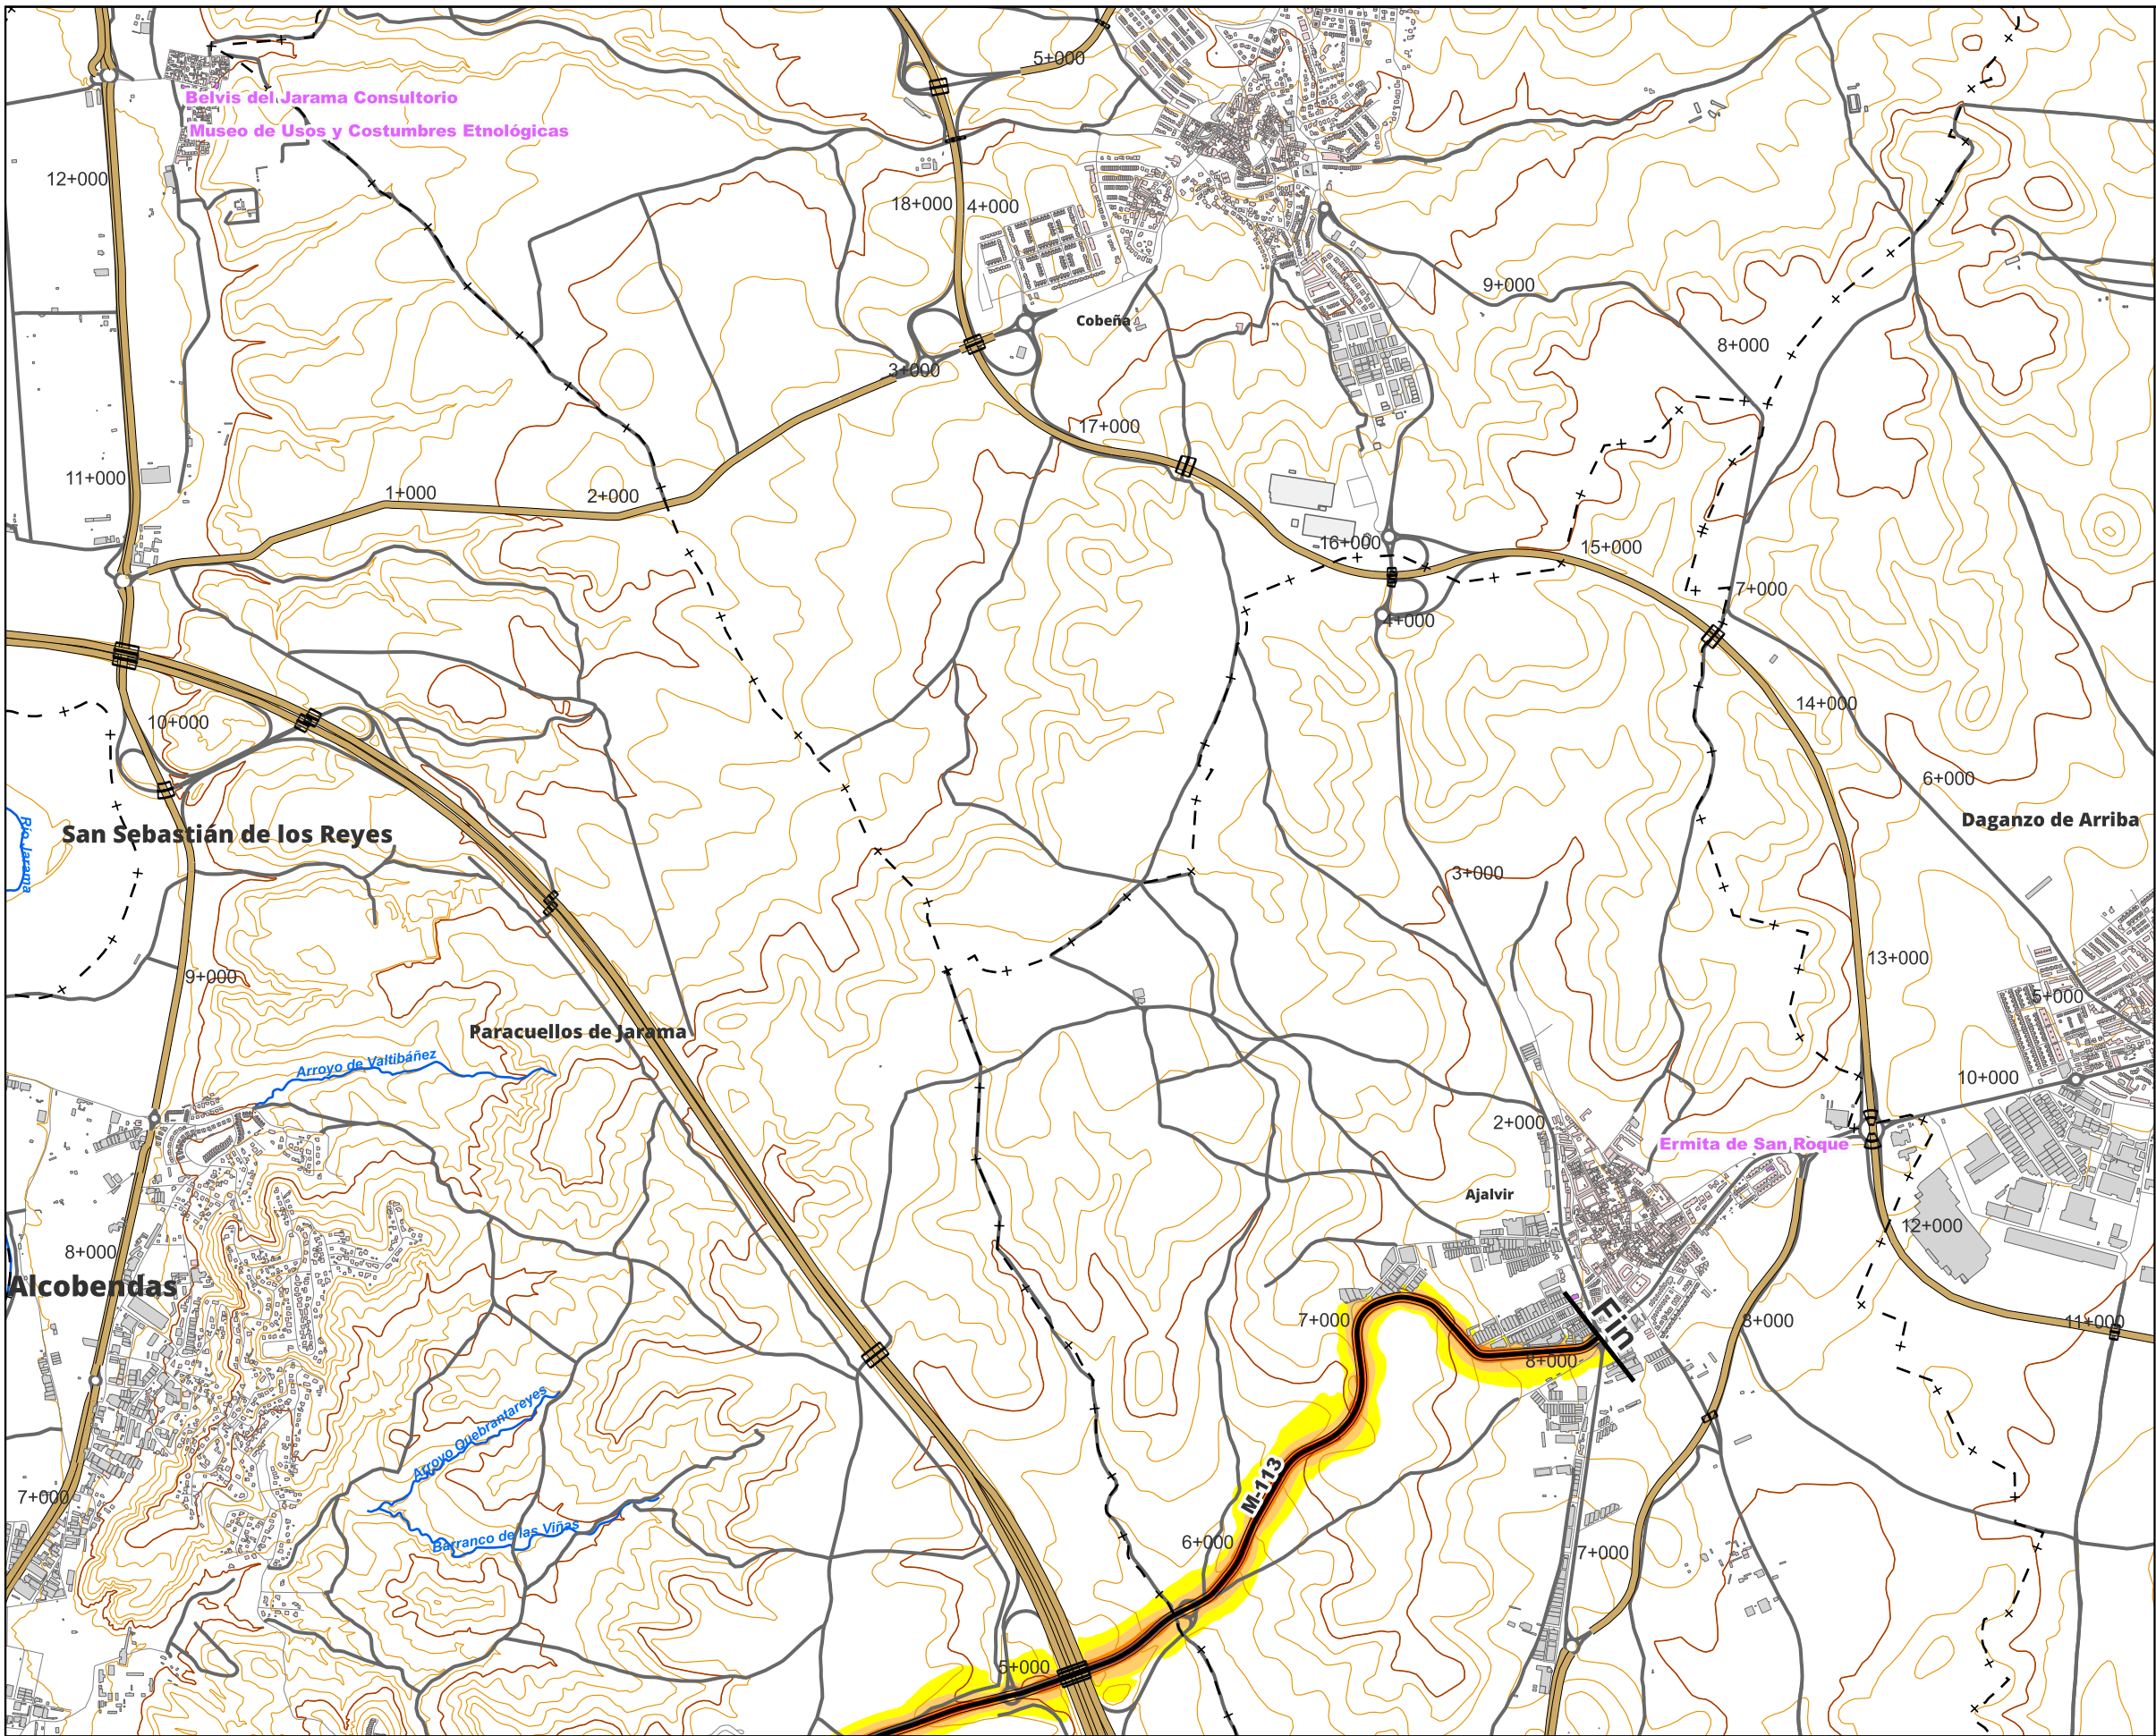 5+000
Belvis del Jarama Consultorio
Museo de Usos y Costumbres Etnológicas
12+000
18+000
4+000
9+000
Cobeña
8+000
3+000
17+000
11+000
1+000
2+000
16+000
15+000
7+000
4+000
14+000
10+000
6+000
Río Jarama
San Sebastián de los Reyes
Daganzo de Arriba
3+000
13+000
9+000
5+000
Paracuellos de Jarama
Arroyo de Valtibáñez
10+000
2+000
Ermita de San Roque
Ajalvir
12+000
8+000
Alcobendas
7+000
Fin
8+000
11+000
8+000
Arroyo Quebrantareyes
M-113
7+000
Barranco de las Viñas
6+000
7+000
5+000